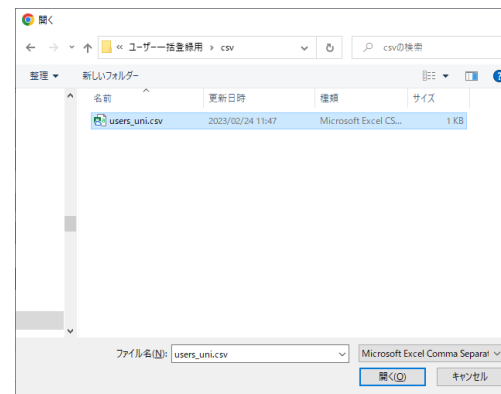 開く
« ユーザー一括登録用 › csv
csvの検索
整理 新しいフォルダー
名前 更新日時 種類 サイズ
users_uni.csv 2023/02/24 11:47 Microsoft Excel CS... 1 KB
ファイル名(N): users_uni.csv Microsoft Excel Comma Separat
開く(O) キャンセル